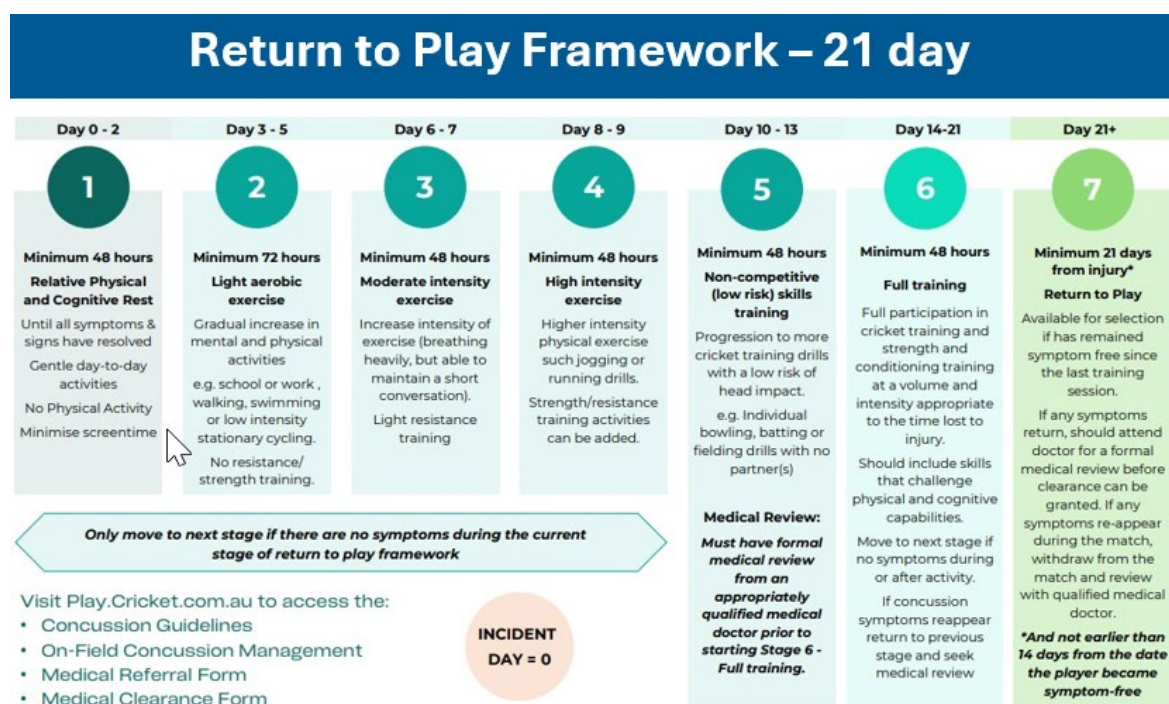 Return to Play Framework – 21 day
Day 0 - 2
1
Minimum 48 hours
Relative Physical
and Cognitive Rest
Until all symptoms &
signs have resolved
Gentle day-to-day
activities
No Physical Activity
Minimise screentime
Day 3 - 5
2
Minimum 72 hours
Light aerobic
exercise
Gradual increase in
mental and physical
activities
e.g. school or work ,
walking, swimming
or low intensity
stationary cycling.
No resistance/
strength training.
Day 6 - 7
3
Minimum 48 hours
Moderate intensity
exercise
Increase intensity of
exercise (breathing
heavily, but able to
maintain a short
conversation).
Light resistance
training
Day 8 - 9
4
Minimum 48 hours
High intensity
exercise
Higher intensity
physical exercise
such jogging or
running drills.
Strength/resistance
training activities
can be added.
Day 10 - 13
5
Minimum 48 hours
Non-competitive
(low risk) skills
training
Progression to more
cricket training drills
with a low risk of
head impact.
e.g. Individual
bowling, batting or
fielding drills with no
partner(s)
Medical Review:
Must have formal
medical review
from an
appropriately
qualified medical
doctor prior to
starting Stage 6 -
Full training.
Day 14-21
6
Minimum 48 hours
Full training
Full participation in
cricket training and
strength and
conditioning training
at a volume and
intensity appropriate
to the time lost to
injury.
Should include skills
that challenge
physical and cognitive
capabilities.
Move to next stage if
no symptoms during
or after activity.
If concussion
symptoms reappear
return to previous
stage and seek
medical review
Day 21+
7
Minimum 21 days
from injury*
Return to Play
Available for selection
if has remained
symptom free since
the last training
session.
If any symptoms
return, should attend
doctor for a formal
medical review before
clearance can be
granted. If any
symptoms re-appear
during the match,
withdraw from the
match and review
with qualified medical
doctor.
*And not earlier than
14 days from the date
the player became
symptom-free
Only move to next stage if there are no symptoms during the current
stage of return to play framework
Visit Play.Cricket.com.au to access the:
• Concussion Guidelines
• On-Field Concussion Management
• Medical Referral Form
• Medical Clearance Form
INCIDENT
DAY = 0